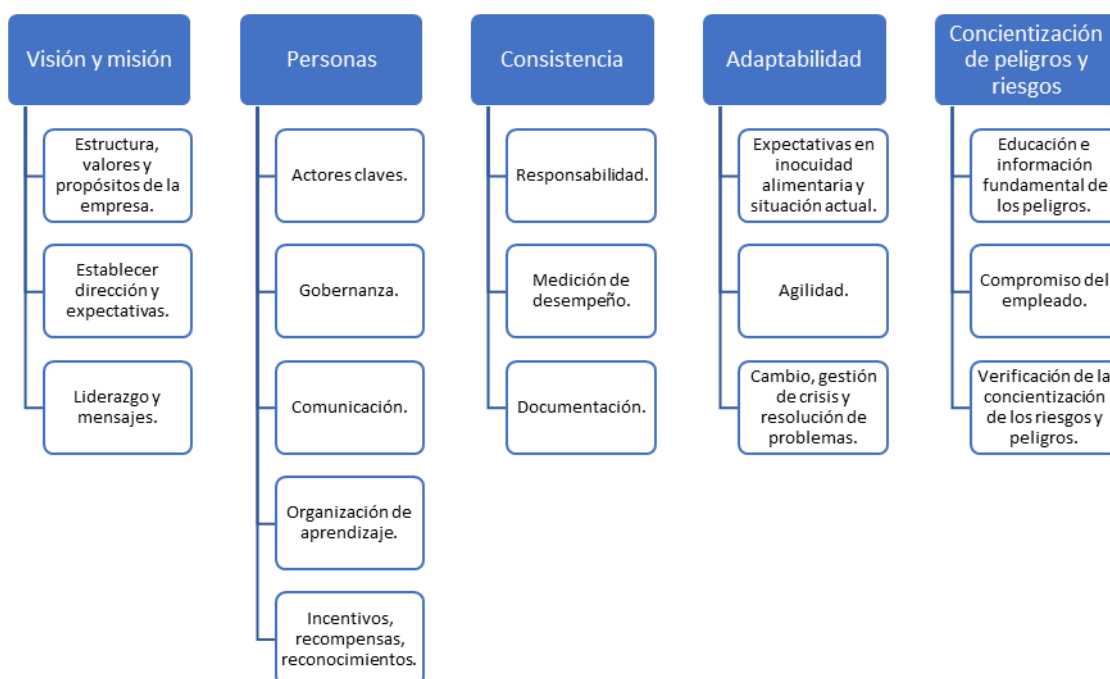 Visión y misión
Estructura,
valores y
propósitos de la
empresa.
Establecer
dirección y
expectativas.
Liderazgo y
mensajes.
Personas
Actores claves.
Gobernanza.
Comunicación.
Organización de
aprendizaje.
Incentivos,
recompensas,
reconocimientos.
Consistencia
Responsabilidad.
Medición de
desempeño.
Documentación.
Adaptabilidad
Expectativas en
inocuidad
alimentaria y
situación actual.
Agilidad.
Cambio, gestión
de crisis y
resolución de
problemas.
Concientización
de peligros y
riesgos
Educación e
información
fundamental de
los peligros.
Compromiso del
empleado.
Verificación de la
concientización
de los riesgos y
peligros.